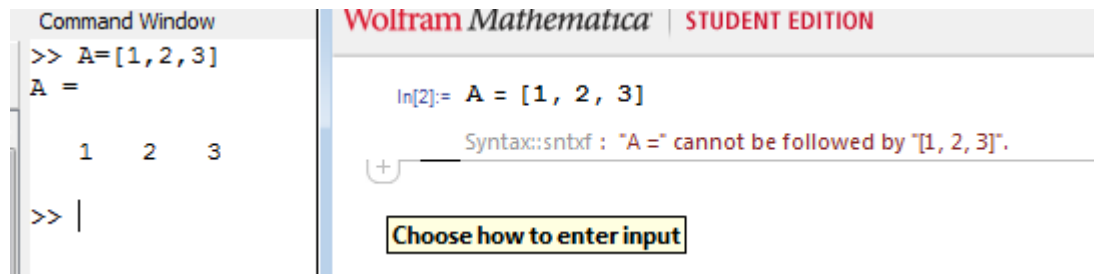 Command Window
>> A=[1,2,3]
A =
1 2 3
>>
Wolfram Mathematica | STUDENT EDITION
In[2]:= A = [1, 2, 3]
Syntax::sntxf : "A =" cannot be followed by "[1, 2, 3]".
+
Choose how to enter input